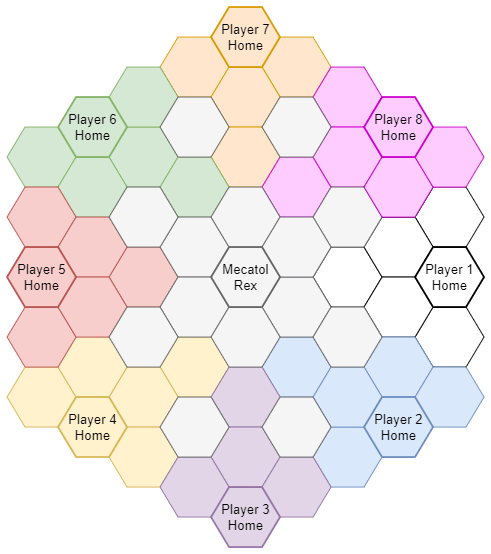 Player 7
Home
Player 6
Home
Player 8
Home
Player 5
Home
Mecatol
Rex
Player 1
Home
Player 4
Home
Player 2
Home
Player 3
Home